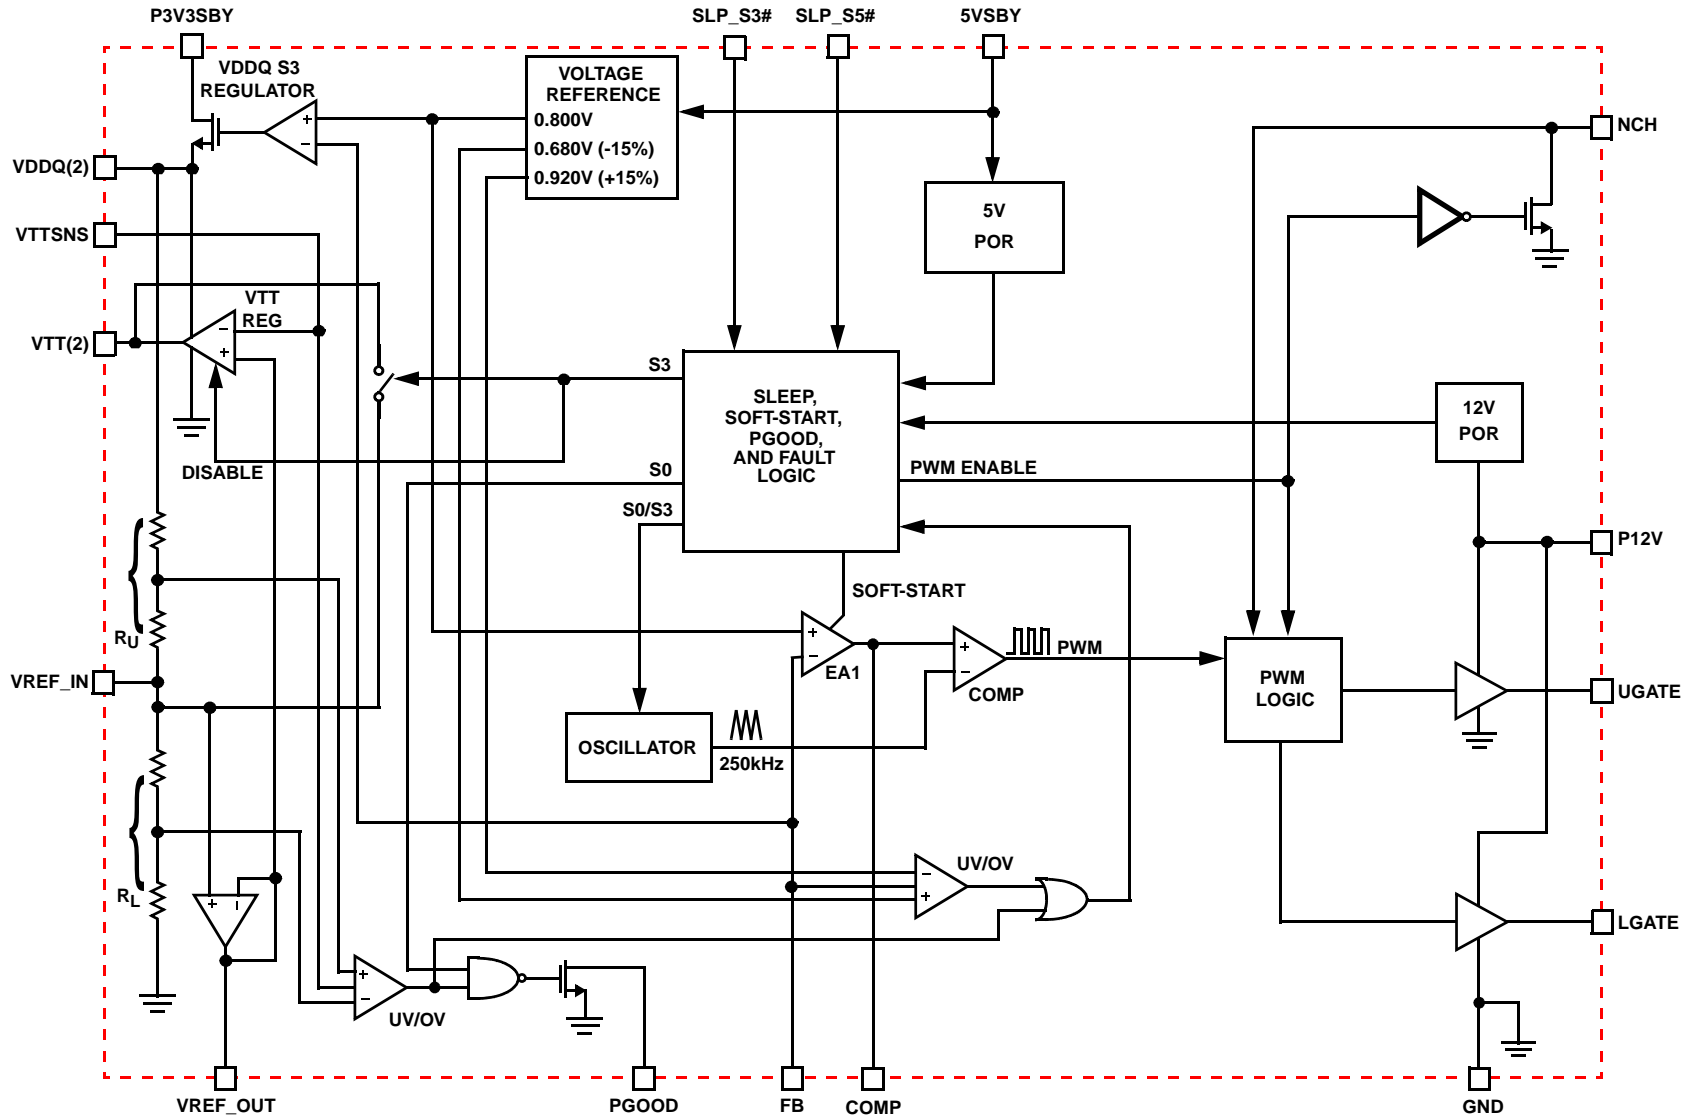 P3V3SBY
SLP_S3#
SLP_S5#
5VSBY
VDDQ S3
REGULATOR
+
−
VOLTAGE
REFERENCE
0.800V
0.680V (-15%)
0.920V (+15%)
NCH
VDDQ(2)
VTTSNS
5V
POR
VTT
REG
−
+
VTT(2)
DISABLE
S3
S0
S0/S3
SLEEP,
SOFT-START,
PGOOD,
AND FAULT
LOGIC
PWM ENABLE
12V
POR
P12V
SOFT-START
RU
+
−
EA1
+
−
COMP
PWM
VREF_IN
PWM
LOGIC
UGATE
OSCILLATOR
250kHz
RL
+
−
UV/OV
−
+
LGATE
+
−
UV/OV
VREF_OUT
PGOOD
FB
COMP
GND